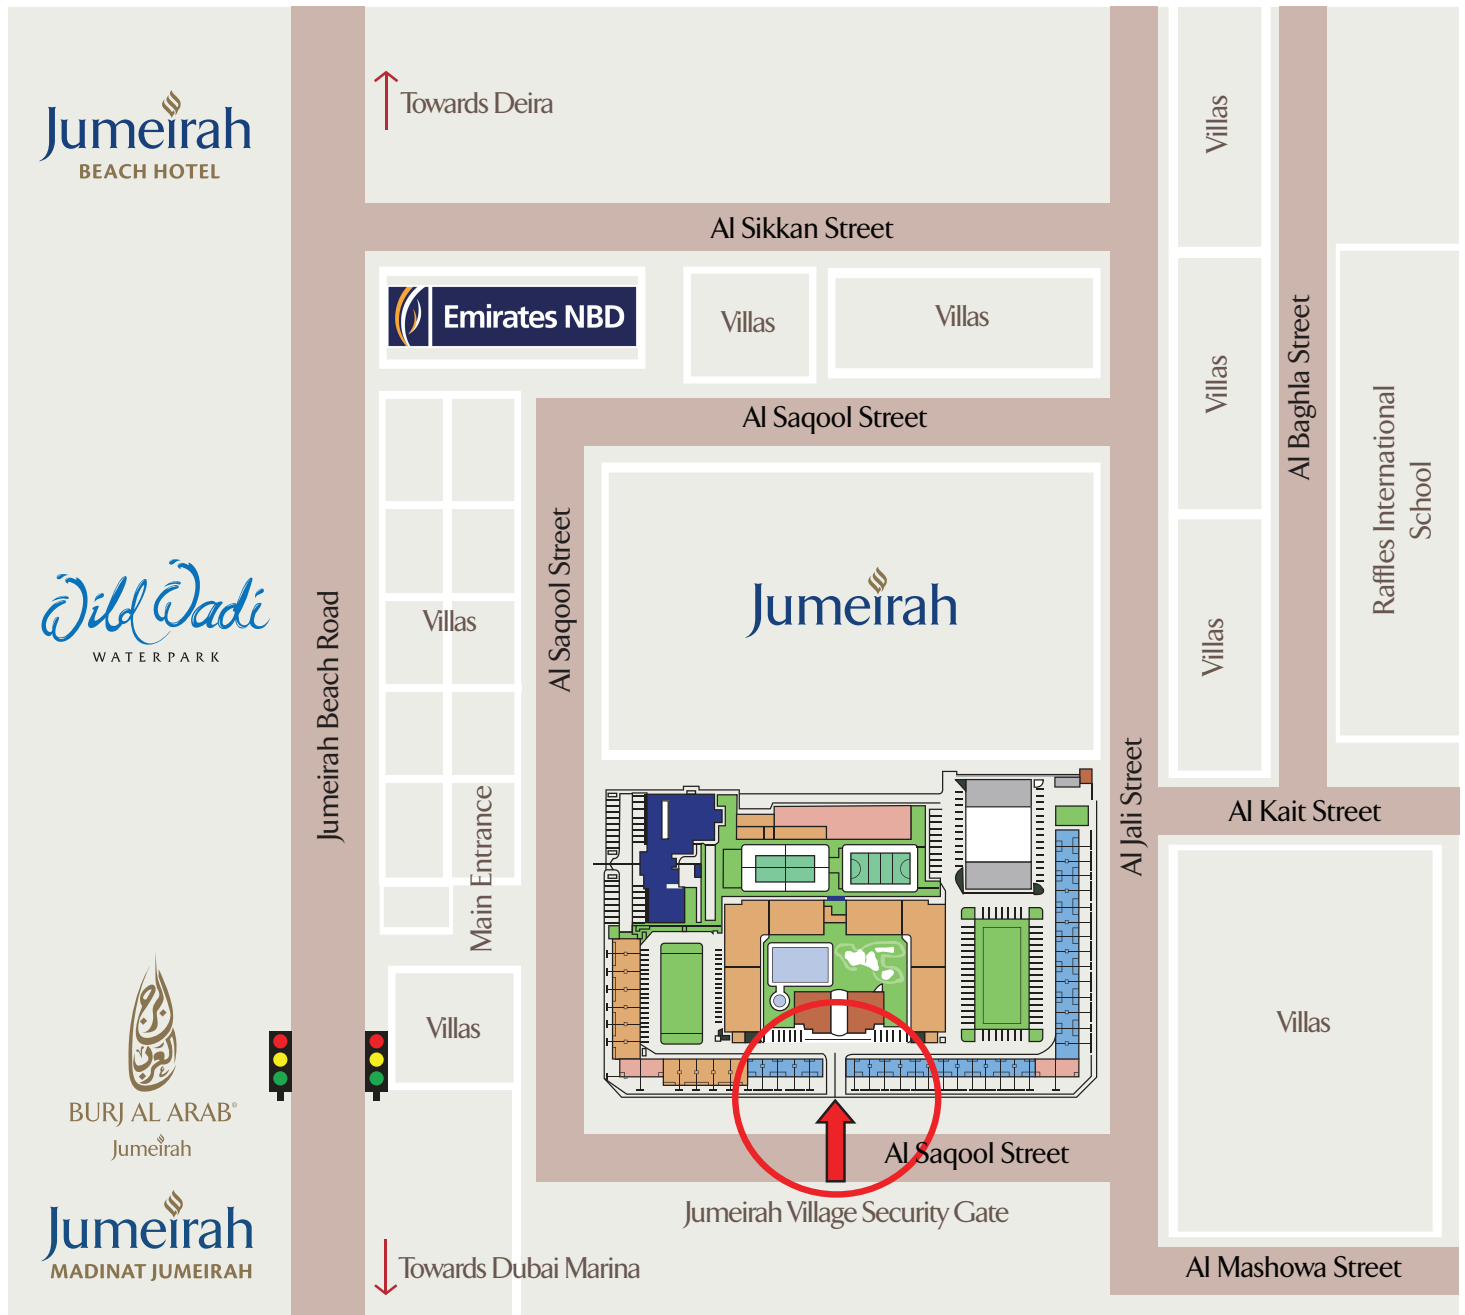 Jumeirah
BEACH HOTEL
Towards Deira
Villas
Al Sikkan Street
Emirates NBD
Villas
Villas
Villas
Al Baghla Street
Raffles International
School
Al Saqool Street
Al Saqool Street
Wild Wadi
WATERPARK
Jumeirah Beach Road
Villas
Jumeirah
Villas
Al Jali Street
Al Kait Street
Main Entrance
Villas
Villas
BURJ AL ARAB®
Jumeirah
Al Saqool Street
Jumeirah Village Security Gate
Jumeirah
MADINAT JUMEIRAH
Towards Dubai Marina
Al Mashowa Street